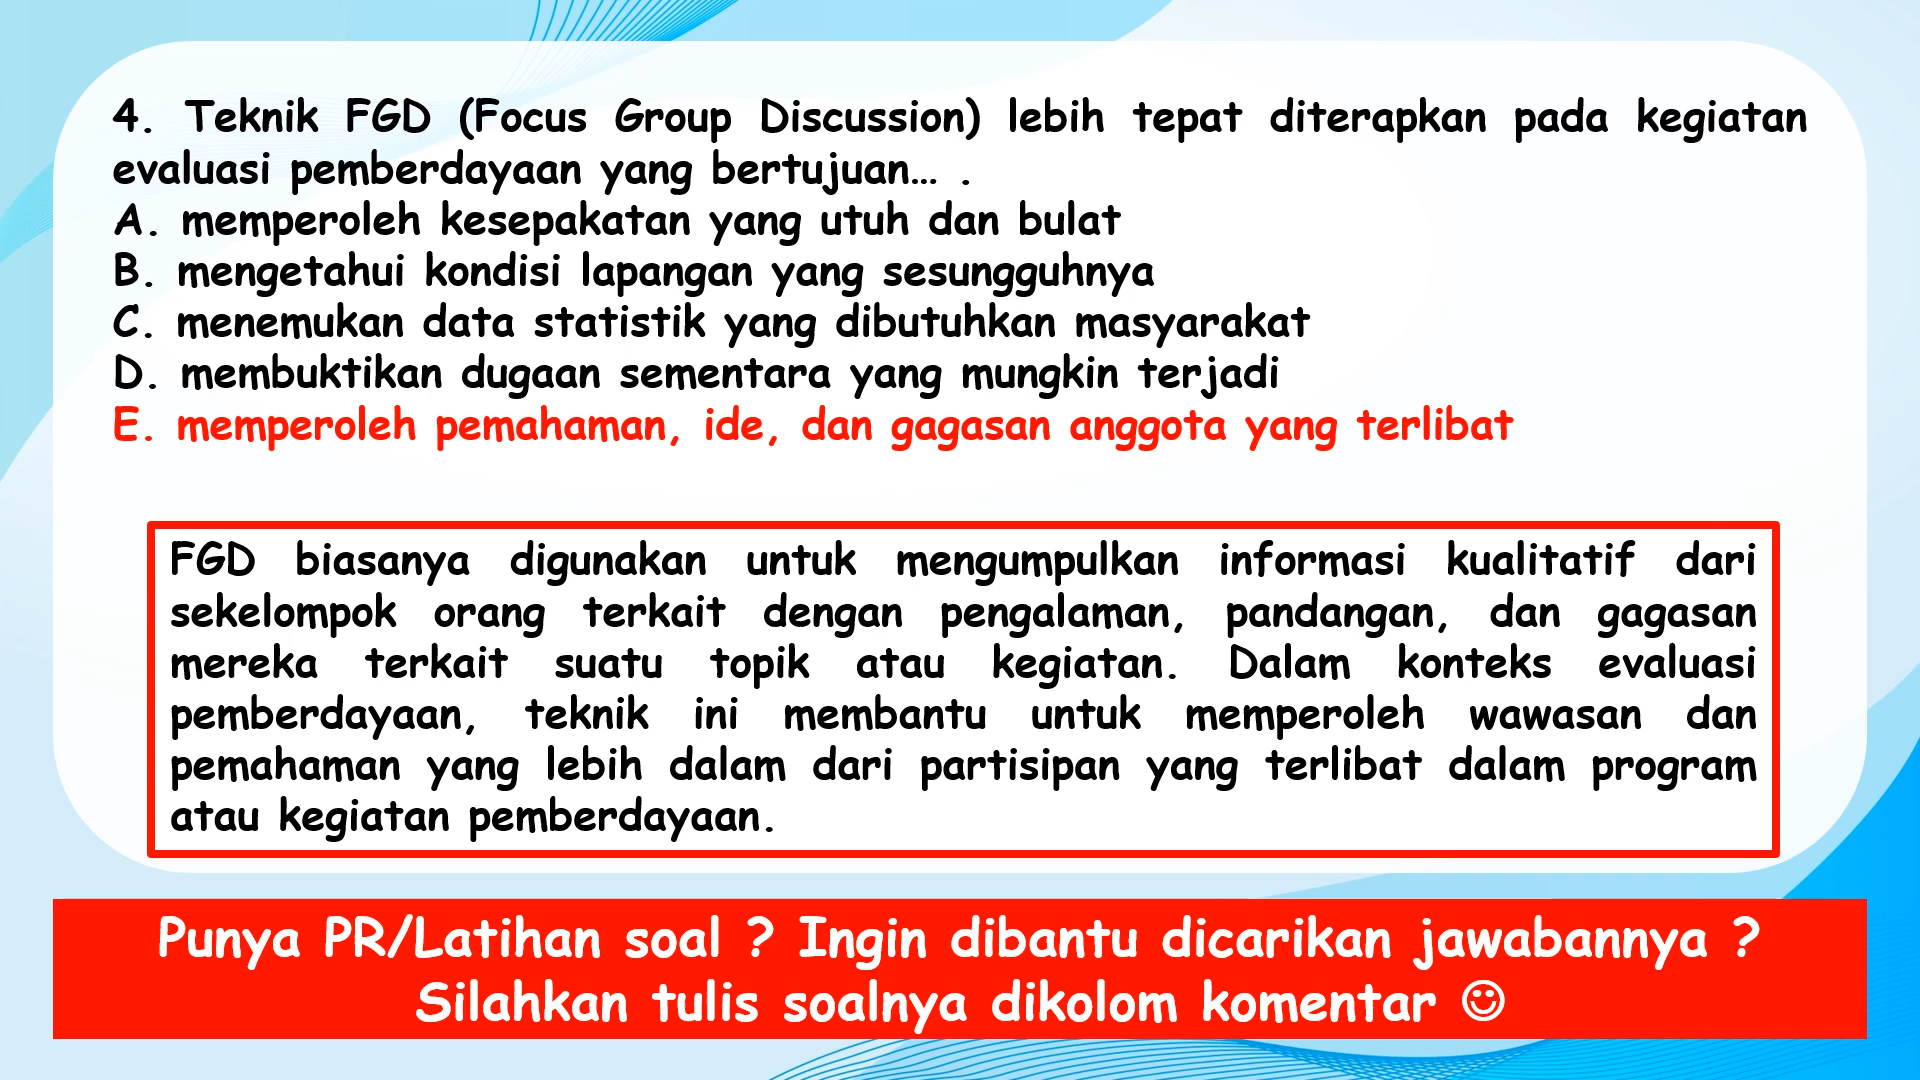 4. Teknik FGD (Focus Group Discussion) lebih tepat diterapkan pada kegiatan
evaluasi pemberdayaan yang bertujuan... .
A. memperoleh kesepakatan yang utuh dan bulat
B. mengetahui kondisi lapangan yang sesungguhnya
C. menemukan data statistik yang dibutuhkan masyarakat
D. membuktikan dugaan sementara yang mungkin terjadi
E. memperoleh pemahaman, ide, dan gagasan anggota yang terlibat
FGD biasanya digunakan untuk mengumpulkan informasi kualitatif dari
sekelompok orang terkait dengan pengalaman, pandangan, dan gagasan
mereka terkait suatu topik atau kegiatan. Dalam konteks evaluasi
pemberdayaan, teknik ini membantu untuk memperoleh wawasan dan
pemahaman yang lebih dalam dari partisipan yang terlibat dalam program
atau kegiatan pemberdayaan.
Punya PR/Latihan soal ? Ingin dibantu dicarikan jawabannya ?
Silahkan tulis soalnya dikolom komentar ☺